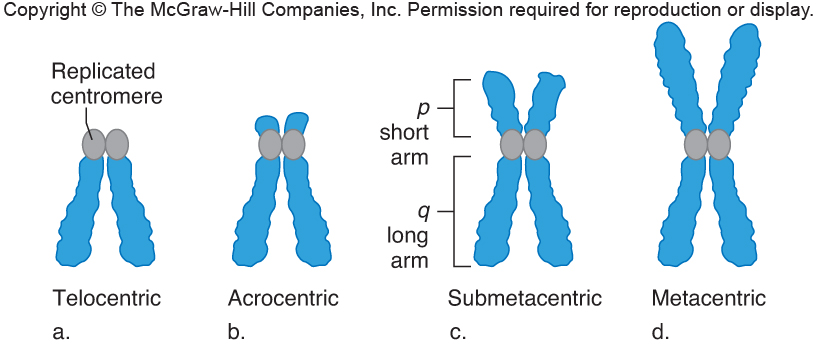 Copyright © The McGraw-Hill Companies, Inc. Permission required for reproduction or display.
Replicated
centromere
p
short
arm
q
long
arm
Telocentric
Acrocentric
Submetacentric
Metacentric
a.
b.
c.
d.